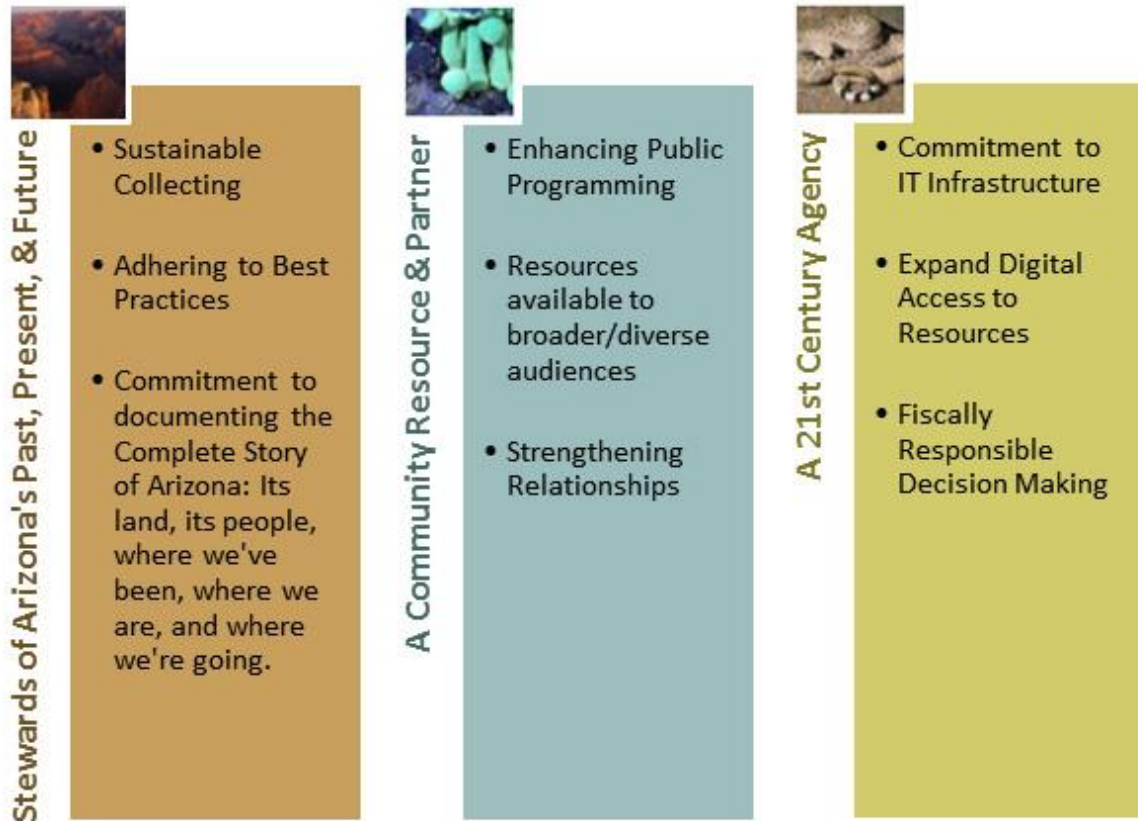 Stewards of Arizona's Past, Present, & Future
• Sustainable
Collecting
• Adhering to Best
Practices
• Commitment to
documenting the
Complete Story
of Arizona: Its
land, its people,
where we've
been, where we
are, and where
we're going.
A Community Resource & Partner
• Enhancing Public
Programming
• Resources
available to
broader/diverse
audiences
• Strengthening
Relationships
A 21st Century Agency
• Commitment to
IT Infrastructure
• Expand Digital
Access to
Resources
• Fiscally
Responsible
Decision Making